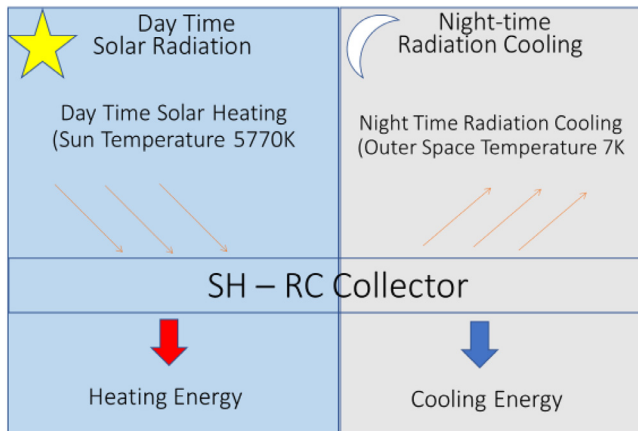 Day Time
Solar Radiation
Day Time Solar Heating
(Sun Temperature 5770K
Night-time
Radiation Cooling
Night Time Radiation Cooling
(Outer Space Temperature 7K
SH – RC Collector
Heating Energy
Cooling Energy